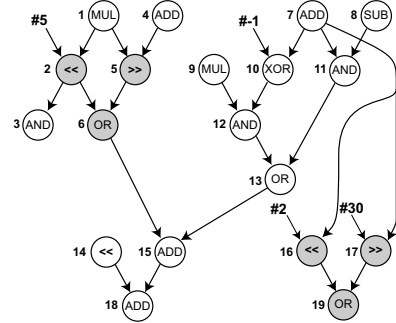 #5 1 MUL 4 ADD #-1 7 ADD 8 SUB
2 << 5 >> 9 MUL 10 XOR 11 AND
3 AND 6 OR 12 AND
13 OR
#2 #30
14 << 15 ADD 16 << 17 >>
18 ADD 19 OR